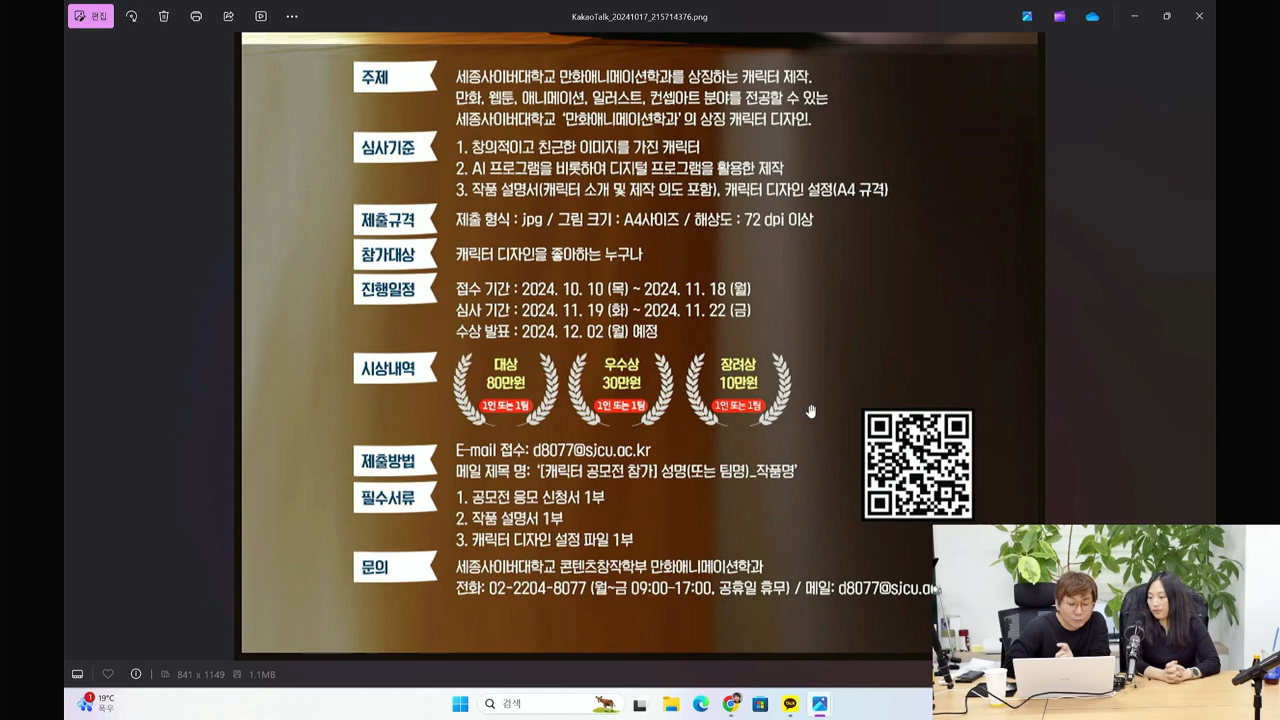 편집
KakaoTalk_20241017_215714376.png
주제
세종사이버대학교 만화애니메이션학과를 상징하는 캐릭터 제작.
만화, 웹툰, 애니메이션, 일러스트, 컨셉아트 분야를 전공할 수 있는
세종사이버대학교 '만화애니메이션학과'의 상징 캐릭터 디자인.
심사기준
1. 창의적이고 친근한 이미지를 가진 캐릭터
2. AI 프로그램을 비롯하여 디지털 프로그램을 활용한 제작
3. 작품 설명서(캐릭터 소개 및 제작 의도 포함), 캐릭터 디자인 설정(A4 규격)
제출규격
제출 형식 : jpg / 그림 크기 : A4사이즈 / 해상도 : 72 dpi 이상
참가대상
캐릭터 디자인을 좋아하는 누구나
진행일정
접수 기간 : 2024. 10. 10 (목) ~ 2024. 11. 18 (월)
심사 기간 : 2024. 11. 19 (화) ~ 2024. 11. 22 (금)
수상 발표 : 2024. 12. 02 (월) 예정
시상내역
대상
80만원
1인 또는 1팀
우수상
30만원
1인 또는 1팀
장려상
10만원
1인 또는 1팀
제출방법
E-mail 접수: d8077@sjcu.ac.kr
메일 제목 명: '[캐릭터 공모전 참가] 성명(또는 팀명)_작품명'
필수서류
1. 공모전 응모 신청서 1부
2. 작품 설명서 1부
3. 캐릭터 디자인 설정 파일 1부
문의
세종사이버대학교 콘텐츠창작학부 만화애니메이션학과
전화: 02-2204-8077 (월~금 09:00-17:00, 공휴일 휴무) / 메일: d8077@sjcu.ac
841 x 1149
1.1MB
1
19°C
폭우
검색
TALK